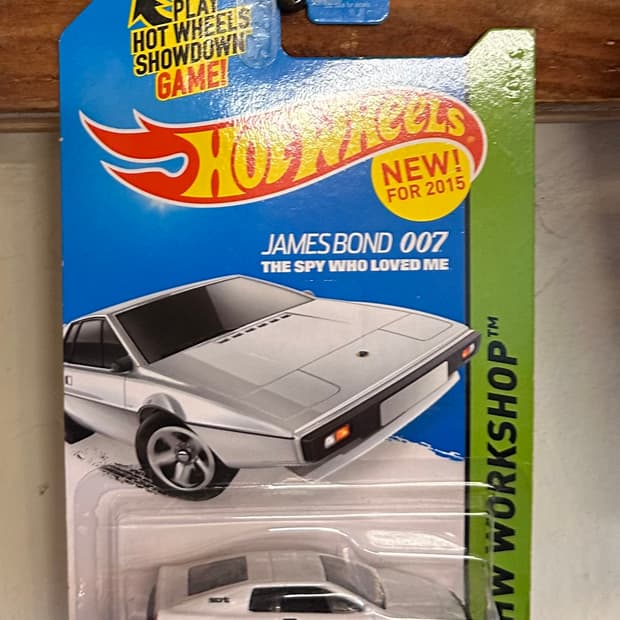 PLAY
HOT WHEELS
SHOWDOWN™
GAME!
HOT WHEELS
NEW!
FOR 2015
JAMES BOND 007
THE SPY WHO LOVED ME
HW WORKSHOP™